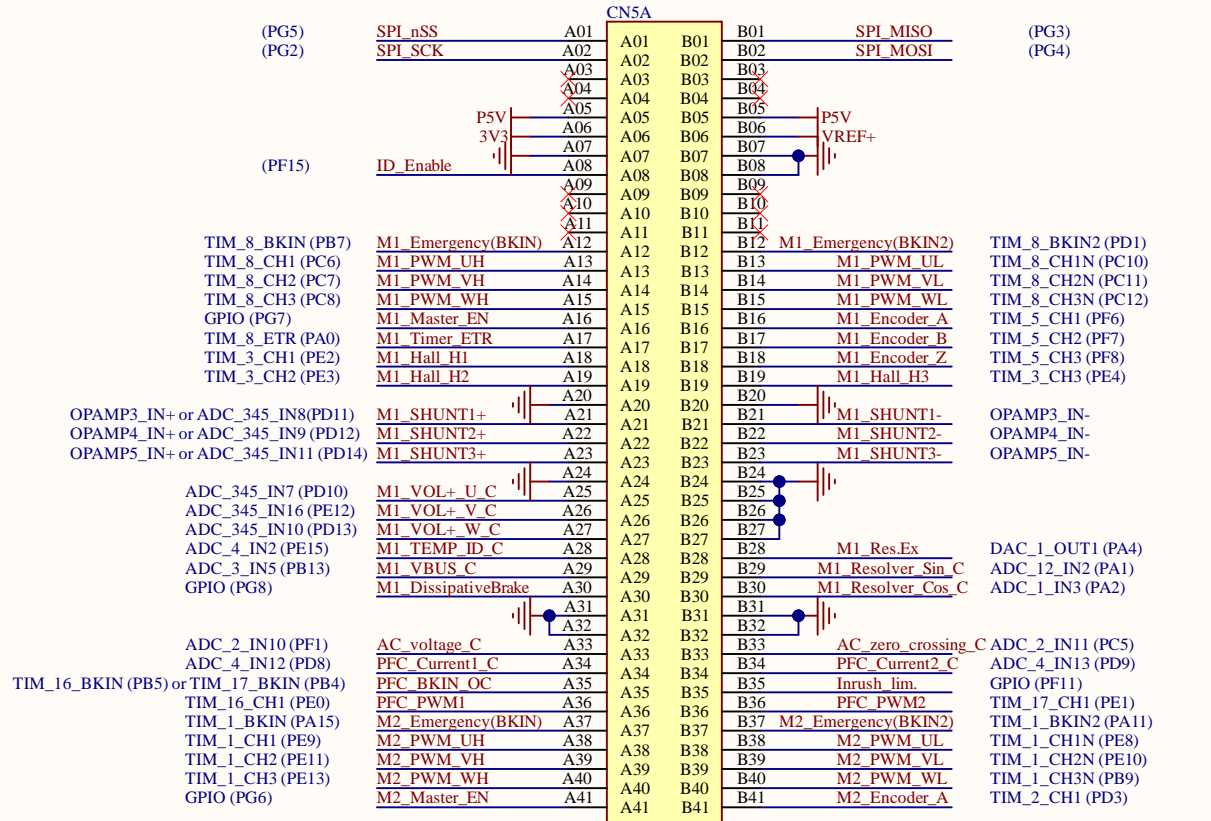 CN5A
(PG5) SPI_nSS A01 A01 B01 B01 SPI_MISO (PG3)
(PG2) SPI_SCK A02 A02 B02 B02 SPI_MOSI (PG4)
A03 A03 B03 B03
A04 A04 B04 B04
P5V A05 A05 B05 B05 P5V
3V3 A06 A06 B06 B06 VREF+
A07 A07 B07 B07
(PF15) ID_Enable A08 A08 B08 B08
A09 A09 B09 B09
A10 A10 B10 B10
A11 A11 B11 B11
TIM_8_BKIN (PB7) M1_Emergency(BKIN) A12 A12 B12 B12 M1_Emergency(BKIN2) TIM_8_BKIN2 (PD1)
TIM_8_CH1 (PC6) M1_PWM_UH A13 A13 B13 B13 M1_PWM_UL TIM_8_CH1N (PC10)
TIM_8_CH2 (PC7) M1_PWM_VH A14 A14 B14 B14 M1_PWM_VL TIM_8_CH2N (PC11)
TIM_8_CH3 (PC8) M1_PWM_WH A15 A15 B15 B15 M1_PWM_WL TIM_8_CH3N (PC12)
GPIO (PG7) M1_Master_EN A16 A16 B16 B16 M1_Encoder_A TIM_5_CH1 (PF6)
TIM_8_ETR (PA0) M1_Timer_ETR A17 A17 B17 B17 M1_Encoder_B TIM_5_CH2 (PF7)
TIM_3_CH1 (PE2) M1_Hall_H1 A18 A18 B18 B18 M1_Encoder_Z TIM_5_CH3 (PF8)
TIM_3_CH2 (PE3) M1_Hall_H2 A19 A19 B19 B19 M1_Hall_H3 TIM_3_CH3 (PE4)
A20 A20 B20 B20
OPAMP3_IN+ or ADC_345_IN8(PD11) M1_SHUNT1+ A21 A21 B21 B21 M1_SHUNT1- OPAMP3_IN-
OPAMP4_IN+ or ADC_345_IN9 (PD12) M1_SHUNT2+ A22 A22 B22 B22 M1_SHUNT2- OPAMP4_IN-
OPAMP5_IN+ or ADC_345_IN11 (PD14) M1_SHUNT3+ A23 A23 B23 B23 M1_SHUNT3- OPAMP5_IN-
A24 A24 B24 B24
ADC_345_IN7 (PD10) M1_VOL+_U_C A25 A25 B25 B25
ADC_345_IN16 (PE12) M1_VOL+_V_C A26 A26 B26 B26
ADC_345_IN10 (PD13) M1_VOL+_W_C A27 A27 B27 B27
ADC_4_IN2 (PE15) M1_TEMP_ID_C A28 A28 B28 B28 M1_Res.Ex DAC_1_OUT1 (PA4)
ADC_3_IN5 (PB13) M1_VBUS_C A29 A29 B29 B29 M1_Resolver_Sin_C ADC_12_IN2 (PA1)
GPIO (PG8) M1_DissipativeBrake A30 A30 B30 B30 M1_Resolver_Cos_C ADC_1_IN3 (PA2)
A31 A31 B31 B31
A32 A32 B32 B32
ADC_2_IN10 (PF1) AC_voltage_C A33 A33 B33 B33 AC_zero_crossing_C ADC_2_IN11 (PC5)
ADC_4_IN12 (PD8) PFC_Current1_C A34 A34 B34 B34 PFC_Current2_C ADC_4_IN13 (PD9)
TIM_16_BKIN (PB5) or TIM_17_BKIN (PB4) PFC_BKIN_OC A35 A35 B35 B35 Inrush_lim. GPIO (PF11)
TIM_16_CH1 (PE0) PFC_PWM1 A36 A36 B36 B36 PFC_PWM2 TIM_17_CH1 (PE1)
TIM_1_BKIN (PA15) M2_Emergency(BKIN) A37 A37 B37 B37 M2_Emergency(BKIN2) TIM_1_BKIN2 (PA11)
TIM_1_CH1 (PE9) M2_PWM_UH A38 A38 B38 B38 M2_PWM_UL TIM_1_CH1N (PE8)
TIM_1_CH2 (PE11) M2_PWM_VH A39 A39 B39 B39 M2_PWM_VL TIM_1_CH2N (PE10)
TIM_1_CH3 (PE13) M2_PWM_WH A40 A40 B40 B40 M2_PWM_WL TIM_1_CH3N (PB9)
GPIO (PG6) M2_Master_EN A41 A41 B41 B41 M2_Encoder_A TIM_2_CH1 (PD3)